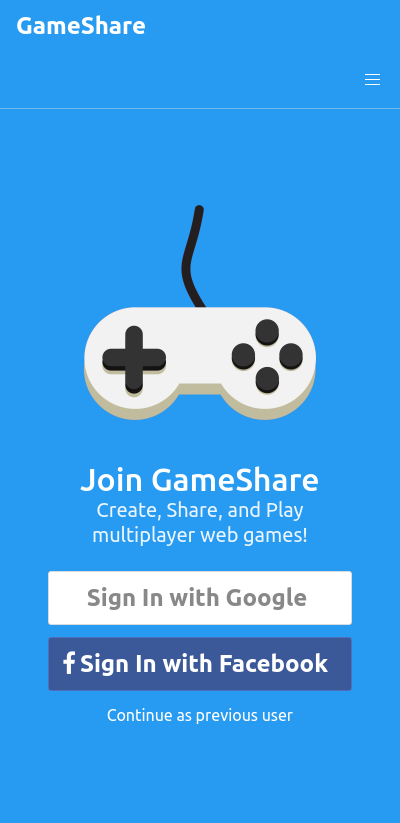 GameShare
Join GameShare
Create, Share, and Play
multiplayer web games!
Sign In with Google
Sign In with Facebook
Continue as previous user